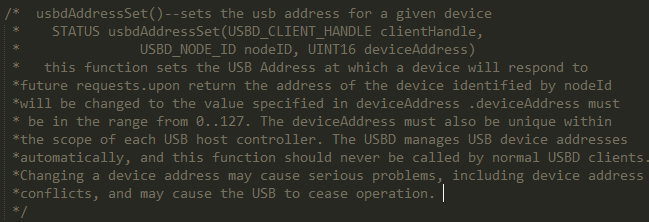 /*  usbdAddressSet()--sets the usb address for a given device
 *    STATUS usbdAddressSet(USBD_CLIENT_HANDLE clientHandle,
 *                USBD_NODE_ID nodeID, UINT16 deviceAddress)
 *   this function sets the USB Address at which a device will respond to
 *future requests.upon return the address of the device identified by nodeId
 *will be changed to the value specified in deviceAddress .deviceAddress must
 * be in the range from 0..127. The deviceAddress must also be unique within
 *the scope of each USB host controller. The USBD manages USB device addresses
 *automatically, and this function should never be called by normal USBD clients.
 *Changing a device address may cause serious problems, including device address
 *conflicts, and may cause the USB to cease operation.
 */